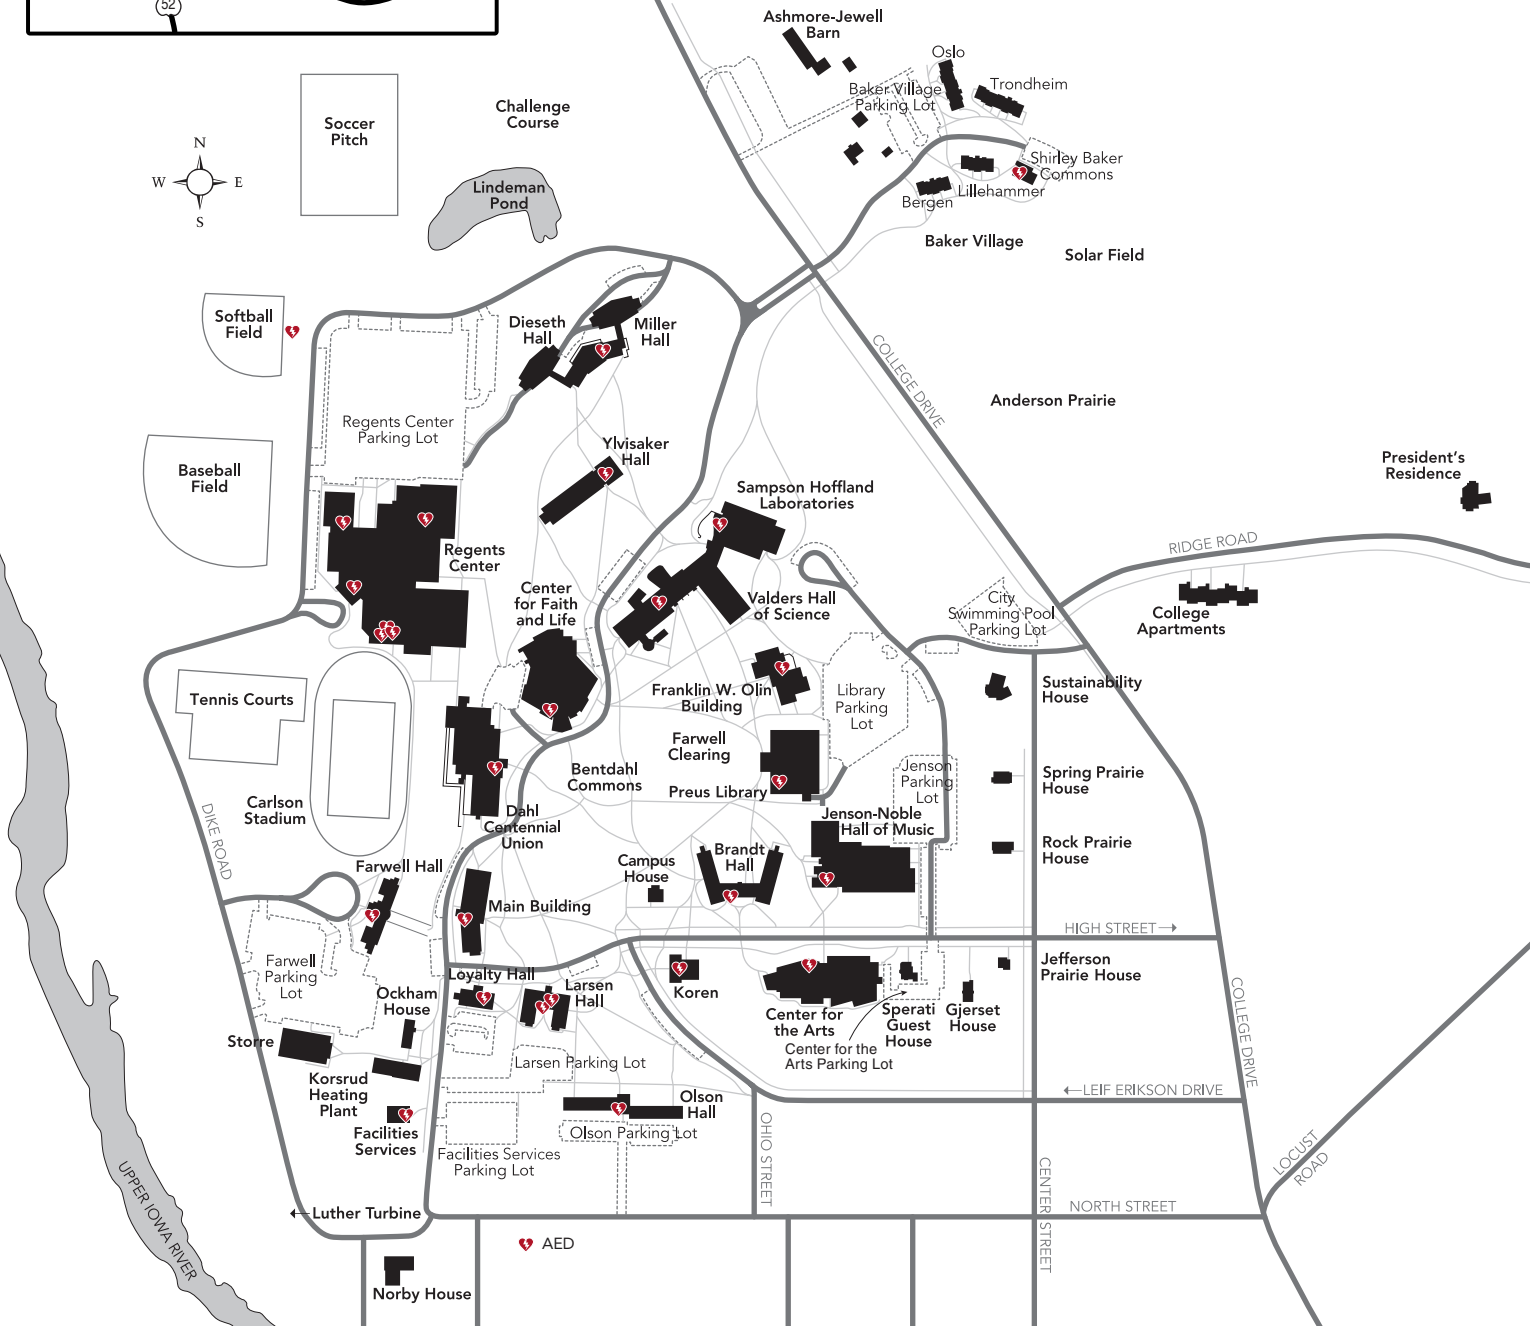 52
Ashmore-Jewell
Barn
Oslo
Trondheim
Baker Village
Parking Lot
Challenge
Course
Soccer
Pitch
N
W
E
S
Shirley Baker
Commons
Lillehammer
Bergen
Lindeman
Pond
Baker Village
Solar Field
Softball
Field
Dieseth
Hall
Miller
Hall
COLLEGE DRIVE
Anderson Prairie
Regents Center
Parking Lot
Ylvisaker
Hall
President's
Residence
Baseball
Field
Sampson Hoffland
Laboratories
RIDGE ROAD
Regents
Center
Center
for Faith
and Life
Valders Hall
of Science
City
Swimming Pool
Parking Lot
College
Apartments
Tennis Courts
Franklin W. Olin
Building
Library
Parking
Lot
Sustainability
House
Farwell
Clearing
Bentdahl
Commons
Preus Library
Jenson
Parking
Lot
Spring Prairie
House
Carlson
Stadium
DIKE ROAD
Dahl
Centennial
Union
Jenson-Noble
Hall of Music
Rock Prairie
House
Farwell Hall
Campus
House
Brandt
Hall
Main Building
HIGH STREET
Farwell
Parking
Lot
Loyalty Hall
Larsen
Hall
Koren
Jefferson
Prairie House
Ockham
House
Center for
the Arts
Sperati
Guest
House
Gjerset
House
COLLEGE DRIVE
Storre
Center for the
Arts Parking Lot
Larsen Parking Lot
Korsrud
Heating
Plant
LEIF ERIKSON DRIVE
Olson
Hall
Facilities
Services
Olson Parking Lot
OHIO STREET
Facilities Services
Parking Lot
LOCUST
ROAD
UPPER IOWA RIVER
Luther Turbine
NORTH STREET
CENTER STREET
AED
Norby House